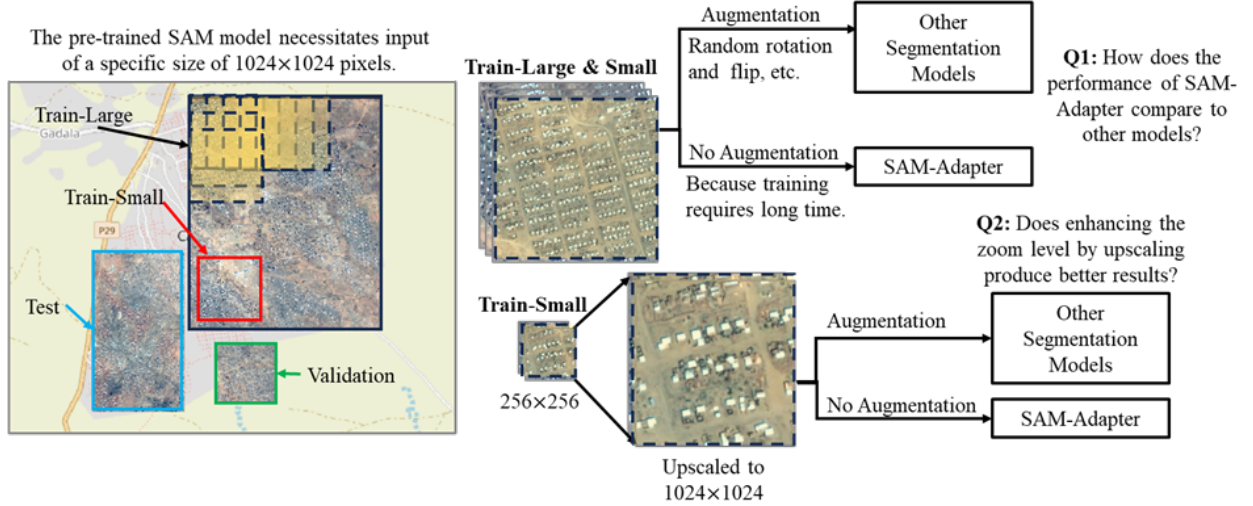 The pre-trained SAM model necessitates input
of a specific size of 1024×1024 pixels.
Train-Large
Gadala
Train-Small
P29
C
Test
Validation
Train-Large & Small
Augmentation
Random rotation
and flip, etc.
Other
Segmentation
Models
No Augmentation
Because training
requires long time.
SAM-Adapter
Q1: How does the
performance of SAM-
Adapter compare to
other models?
Q2: Does enhancing the
zoom level by upscaling
produce better results?
Train-Small
256×256
Upscaled to
1024×1024
Augmentation
Other
Segmentation
Models
No Augmentation
SAM-Adapter